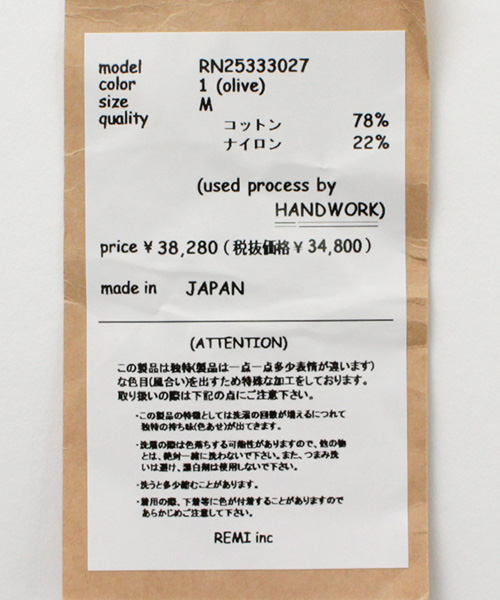 model RN25333027
color 1 (olive)
size M
quality コットン 78%
ナイロン 22%
(used process by
HANDWORK)
price ¥ 38,280 ( 税抜価格 ¥ 34,800 )
made in JAPAN
(ATTENTION)
この製品は独特(製品は一点一点多少表情が違います)
な色目(風合い)を出すため特殊な加工をしております。
取り扱いの際は下記の点にご注意下さい。
・この製品の特徴としては洗濯の回数が増えるにつれて
独特の持ち味(色あせ)が出てきます。
・洗濯の際は色落ちする可能性がありますので、他の物
とは、絶対一緒に洗わないで下さい。また、つまみ洗
いは避け、漂白剤は使用しないで下さい。
・洗うと多少縮むことがあります。
・着用の際、下着等に色が付着することがありますので
あらかじめご注意して下さい。
REMI inc